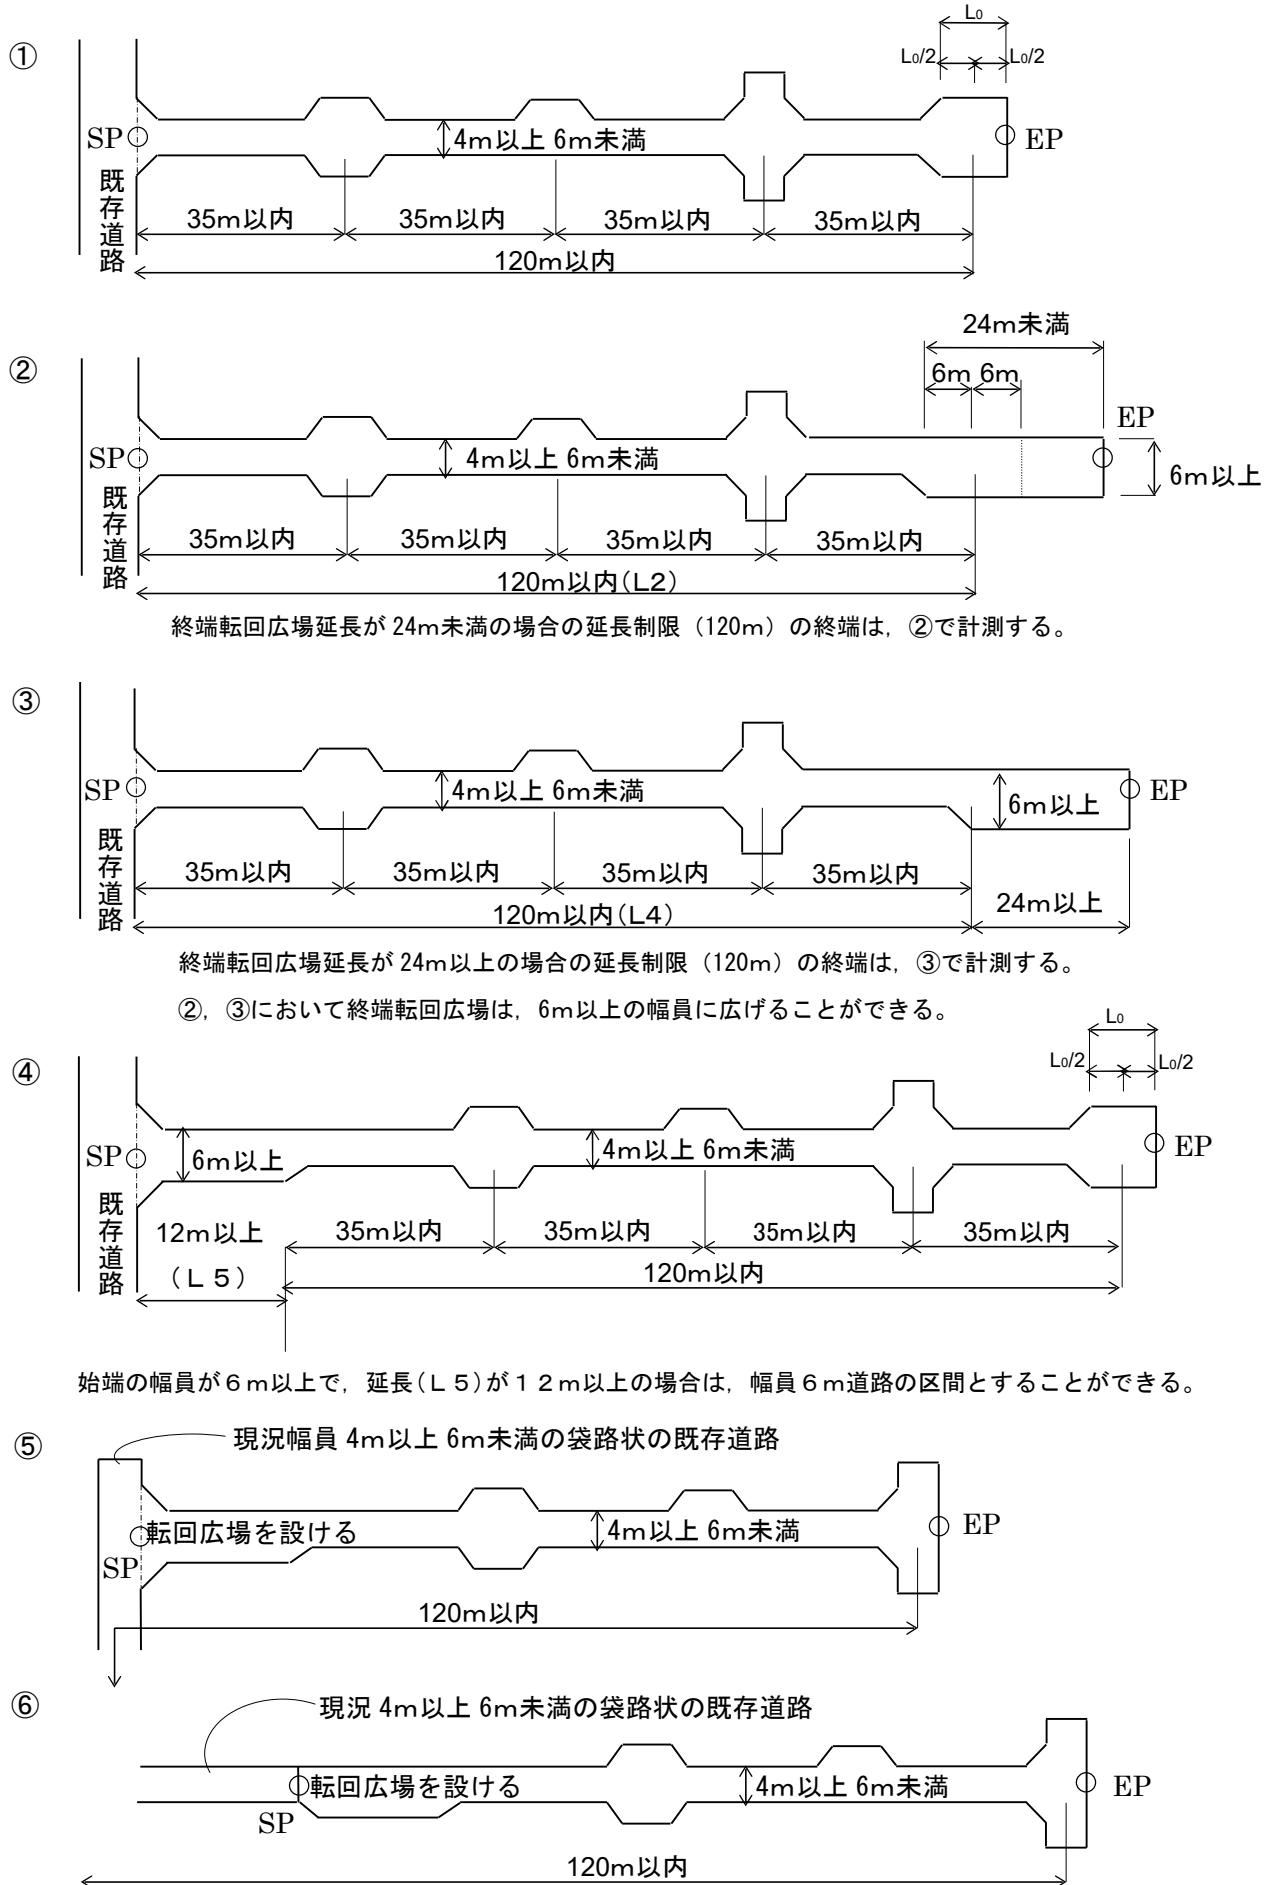 ①
L₀
L₀/2
L₀/2
SP
4m以上 6m未満
EP
既存道路
35m以内
35m以内
35m以内
35m以内
120m以内
②
24m未満
6m
6m
EP
SP
4m以上 6m未満
6m以上
既存道路
35m以内
35m以内
35m以内
35m以内
120m以内(L2)
終端転回広場延長が 24m未満の場合の延長制限（120m）の終端は，②で計測する。
③
SP
4m以上 6m未満
6m以上
EP
既存道路
35m以内
35m以内
35m以内
35m以内
24m以上
120m以内(L4)
終端転回広場延長が 24m以上の場合の延長制限（120m）の終端は，③で計測する。
②，③において終端転回広場は，6m以上の幅員に広げることができる。
④
L₀
L₀/2
L₀/2
SP
6m以上
4m以上 6m未満
EP
既存道路
12m以上
（Ｌ５）
35m以内
35m以内
35m以内
35m以内
120m以内
始端の幅員が６ｍ以上で，延長(Ｌ５)が１２ｍ以上の場合は，幅員６ｍ道路の区間とすることができる。
⑤
現況幅員 4m以上 6m未満の袋路状の既存道路
転回広場を設ける
SP
4m以上 6m未満
EP
120m以内
⑥
現況 4m以上 6m未満の袋路状の既存道路
転回広場を設ける
SP
4m以上 6m未満
EP
120m以内